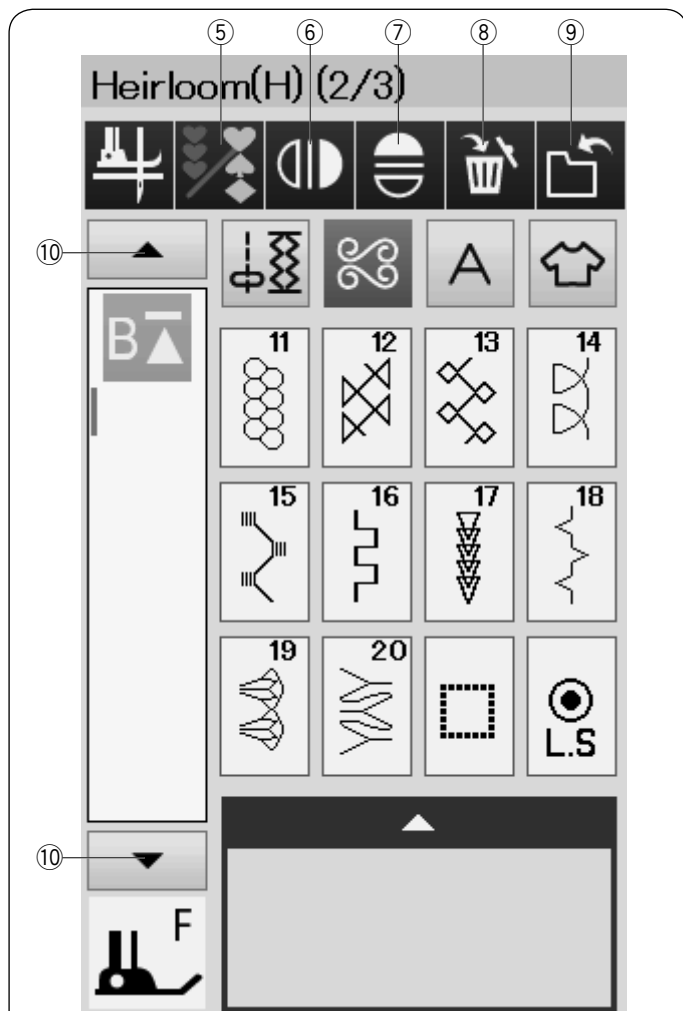 ⑤ ⑥ ⑦ ⑧ ⑨
Heirloom(H) (2/3)
⑩
A
B
11 12 13 14
15 16 17 18
19 20
L.S
⑩
F